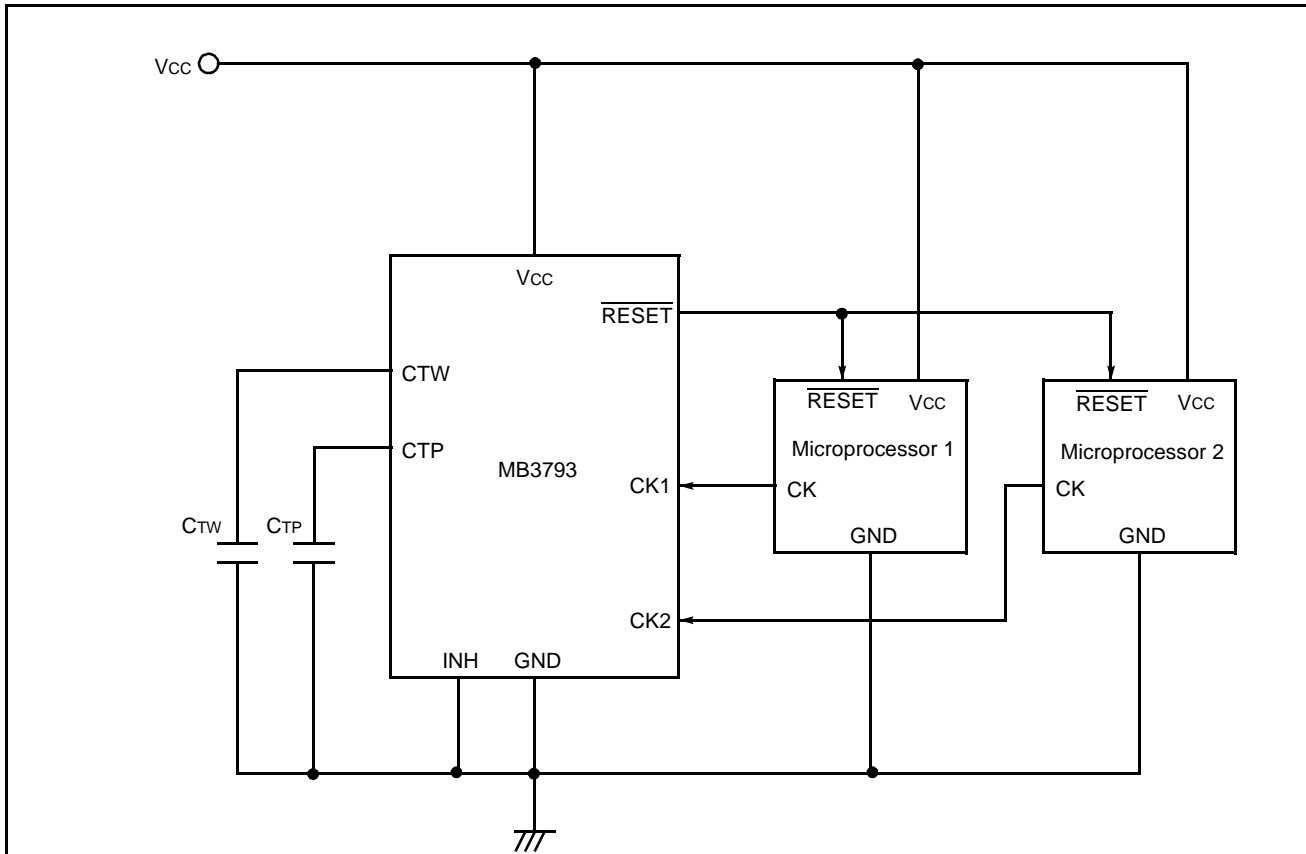 VCC
VCC
RESET
CTW
RESET VCC
RESET VCC
CTP
Microprocessor 1
Microprocessor 2
MB3793
CK1
CK
CK
CTW
CTP
GND
GND
CK2
INH GND